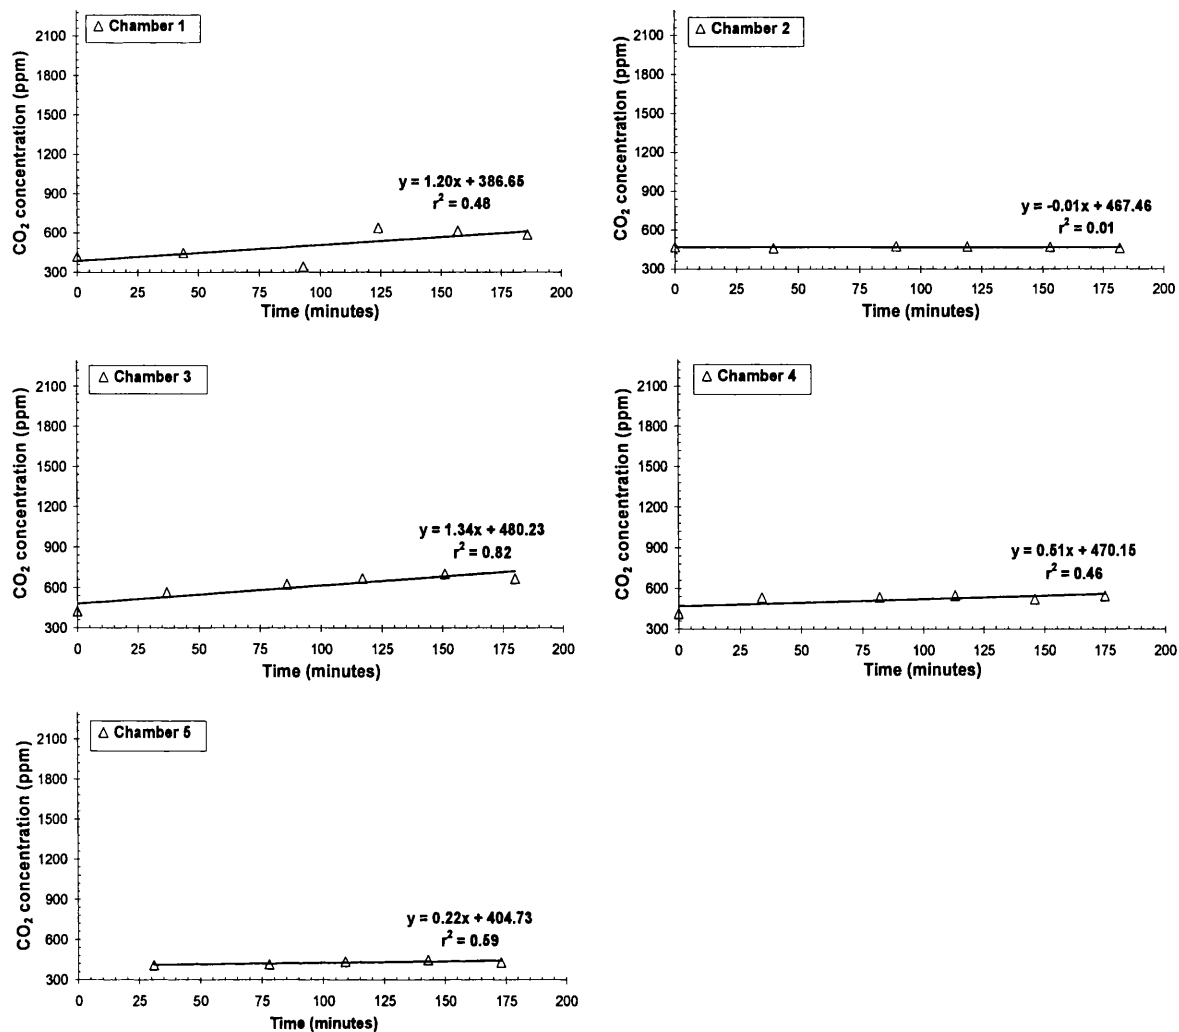 △ Chamber 1
CO₂ concentration (ppm)
2100
1800
1500
1200
900
600
300
y = 1.20x + 386.65
r² = 0.48
0 25 50 75 100 125 150 175 200
Time (minutes)
△ Chamber 2
CO₂ concentration (ppm)
2100
1800
1500
1200
900
600
300
y = -0.01x + 467.46
r² = 0.01
0 25 50 75 100 125 150 175 200
Time (minutes)
△ Chamber 3
CO₂ concentration (ppm)
2100
1800
1500
1200
900
600
300
y = 1.34x + 480.23
r² = 0.82
0 25 50 75 100 125 150 175 200
Time (minutes)
△ Chamber 4
CO₂ concentration (ppm)
2100
1800
1500
1200
900
600
300
y = 0.51x + 470.15
r² = 0.46
0 25 50 75 100 125 150 175 200
Time (minutes)
△ Chamber 5
CO₂ concentration (ppm)
2100
1800
1500
1200
900
600
300
y = 0.22x + 404.73
r² = 0.59
0 25 50 75 100 125 150 175 200
Time (minutes)